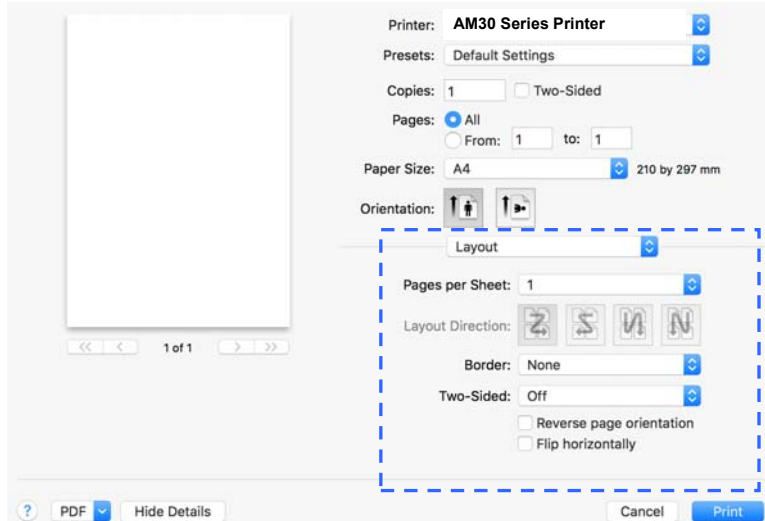 Printer: AM30 Series Printer
Presets: Default Settings
Copies: 1 Two-Sided
Pages: All
From: 1 to: 1
Paper Size: A4 210 by 297 mm
Orientation:
Layout
Pages per Sheet: 1
Layout Direction:
Border: None
Two-Sided: Off
Reverse page orientation
Flip horizontally
<< < 1 of 1 > >>
? PDF Hide Details Cancel Print